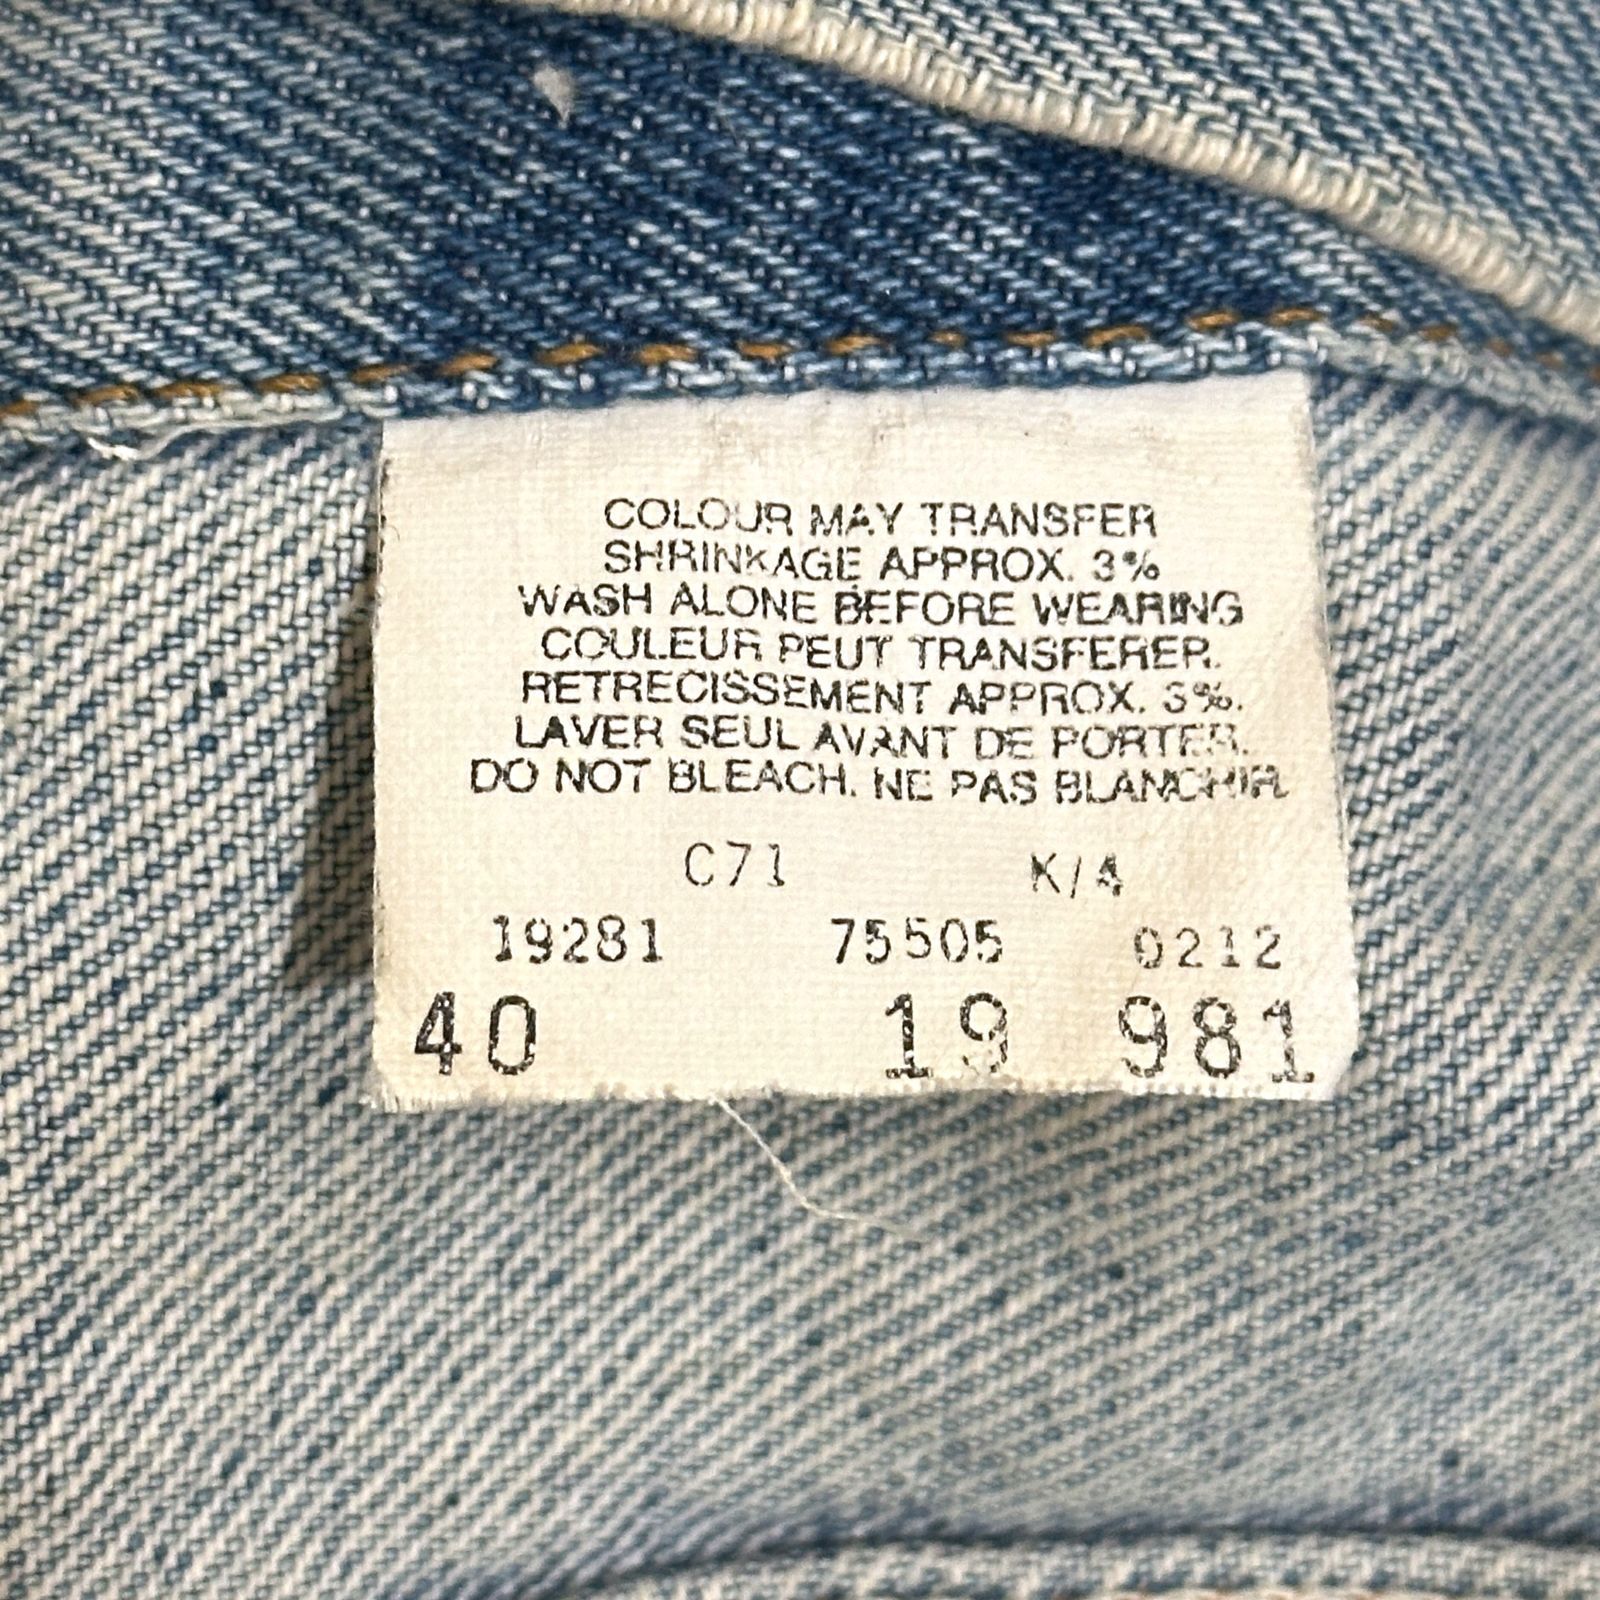 COLOUR MAY TRANSFER
SHRINKAGE APPROX. 3%
WASH ALONE BEFORE WEARING
COULEUR PEUT TRANSFERER.
RETRECISSEMENT APPROX. 3%.
LAVER SEUL AVANT DE PORTER.
DO NOT BLEACH. NE PAS BLANCHIR.
C71 K/4
19281 75505 0212
40 19 981